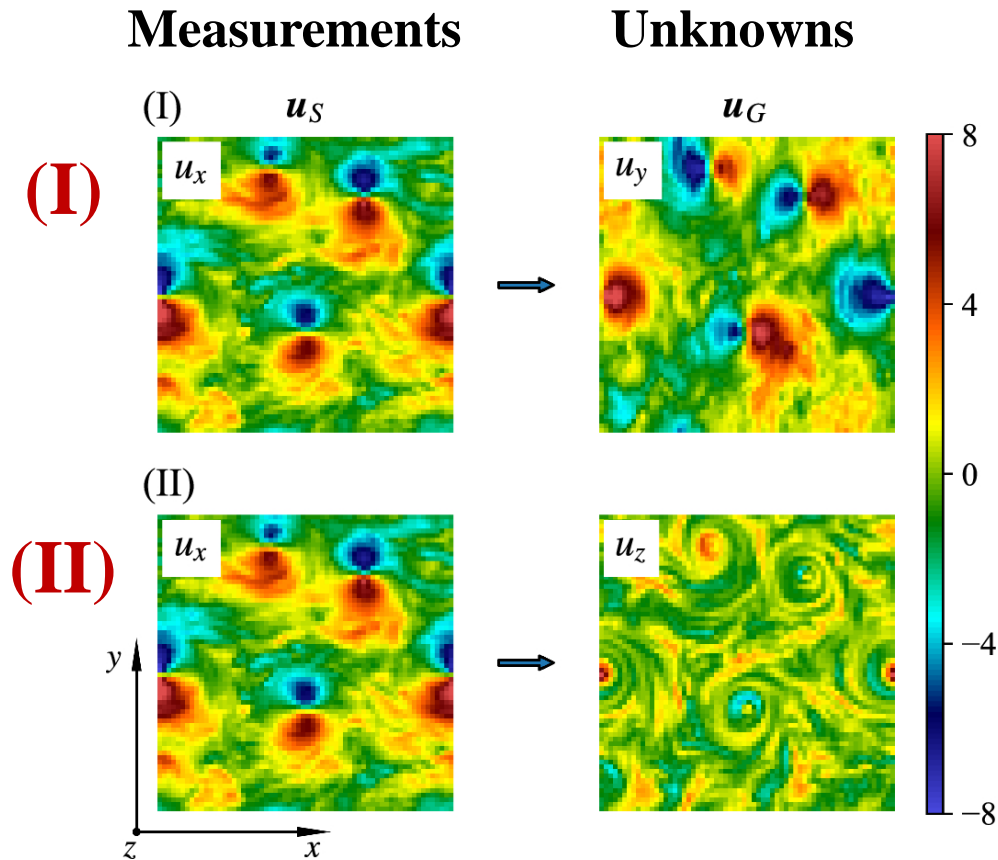 Measurements Unknowns
(I) u_S u_G
(I)
u_x u_y
8
4
0
−4
−8
(II)
(II)
u_x u_z
y
z x